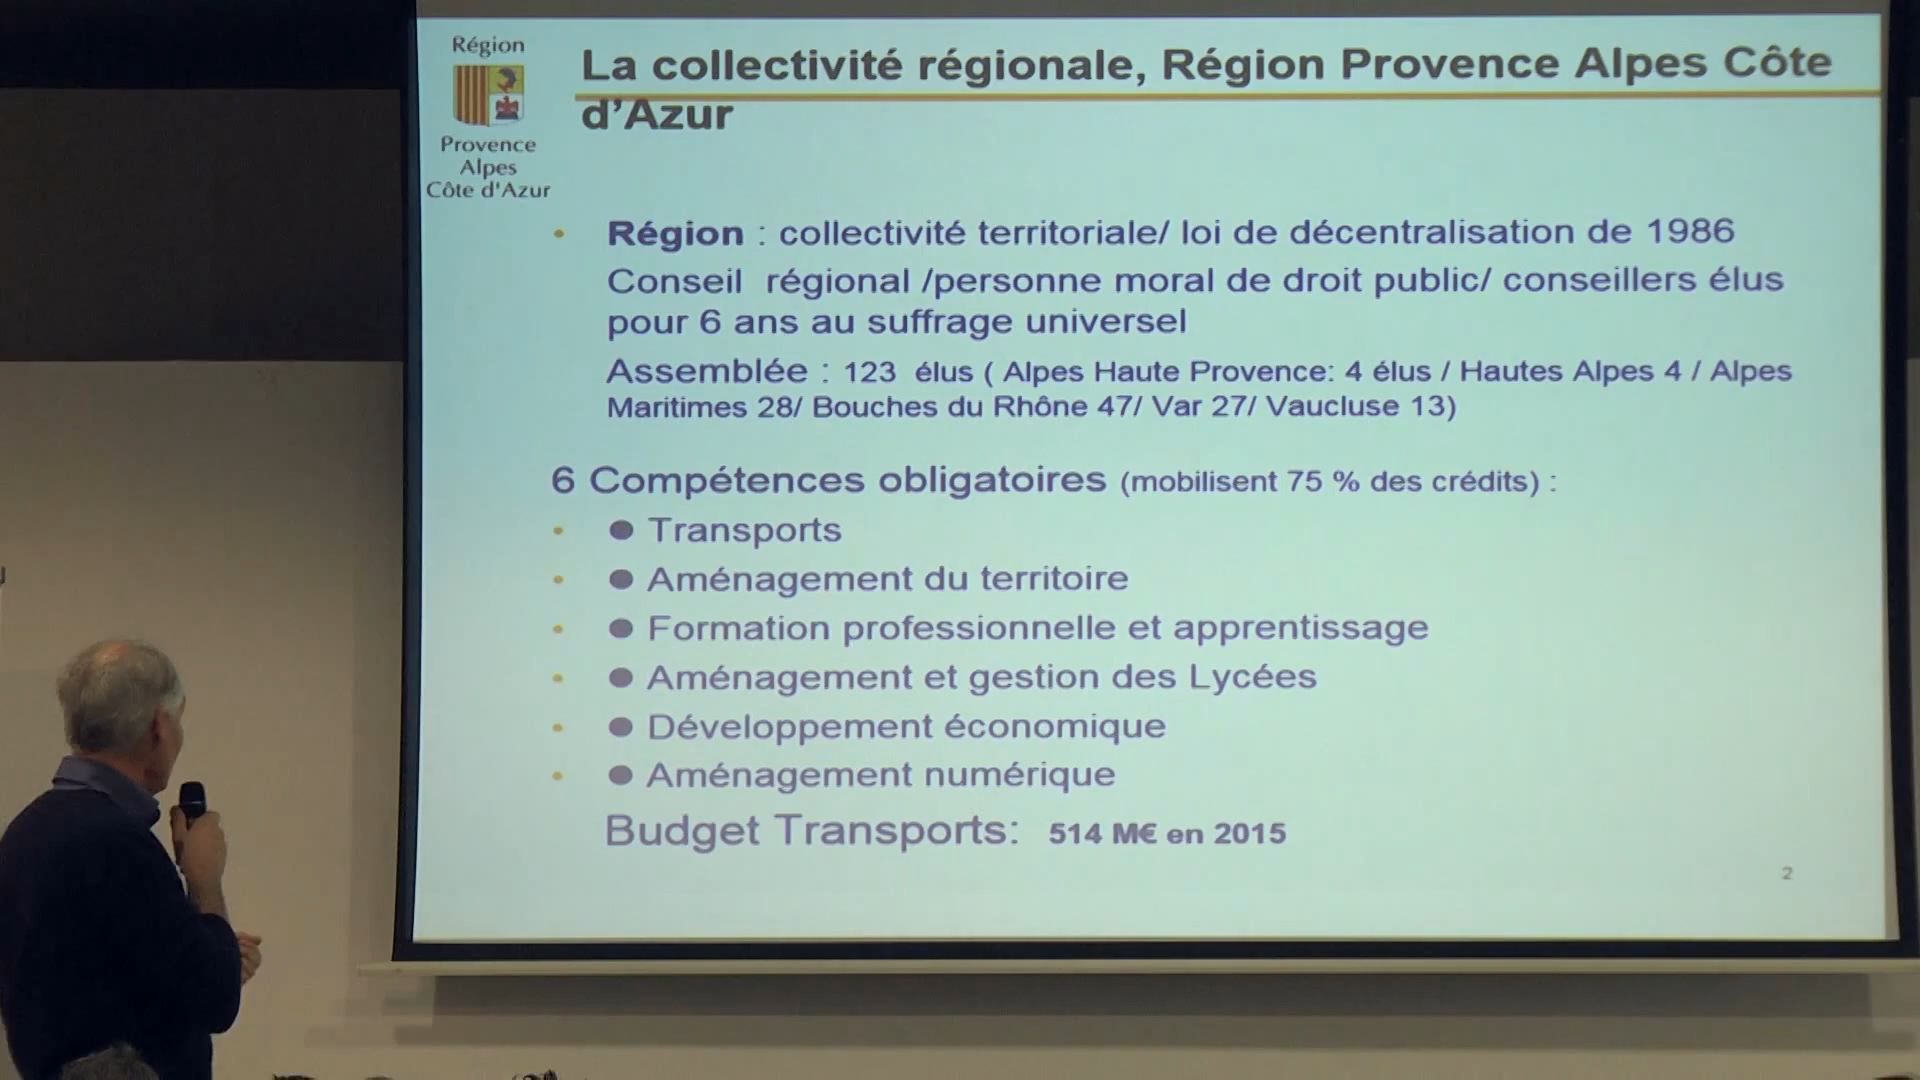 Région
Provence
Alpes
Côte d'Azur
La collectivité régionale, Région Provence Alpes Côte
d'Azur
• Région : collectivité territoriale/ loi de décentralisation de 1986
Conseil régional /personne moral de droit public/ conseillers élus
pour 6 ans au suffrage universel
Assemblée : 123 élus ( Alpes Haute Provence: 4 élus / Hautes Alpes 4 / Alpes
Maritimes 28/ Bouches du Rhône 47/ Var 27/ Vaucluse 13)
6 Compétences obligatoires (mobilisent 75 % des crédits) :
• ● Transports
• ● Aménagement du territoire
• ● Formation professionnelle et apprentissage
• ● Aménagement et gestion des Lycées
• ● Développement économique
• ● Aménagement numérique
Budget Transports: 514 M€ en 2015
2